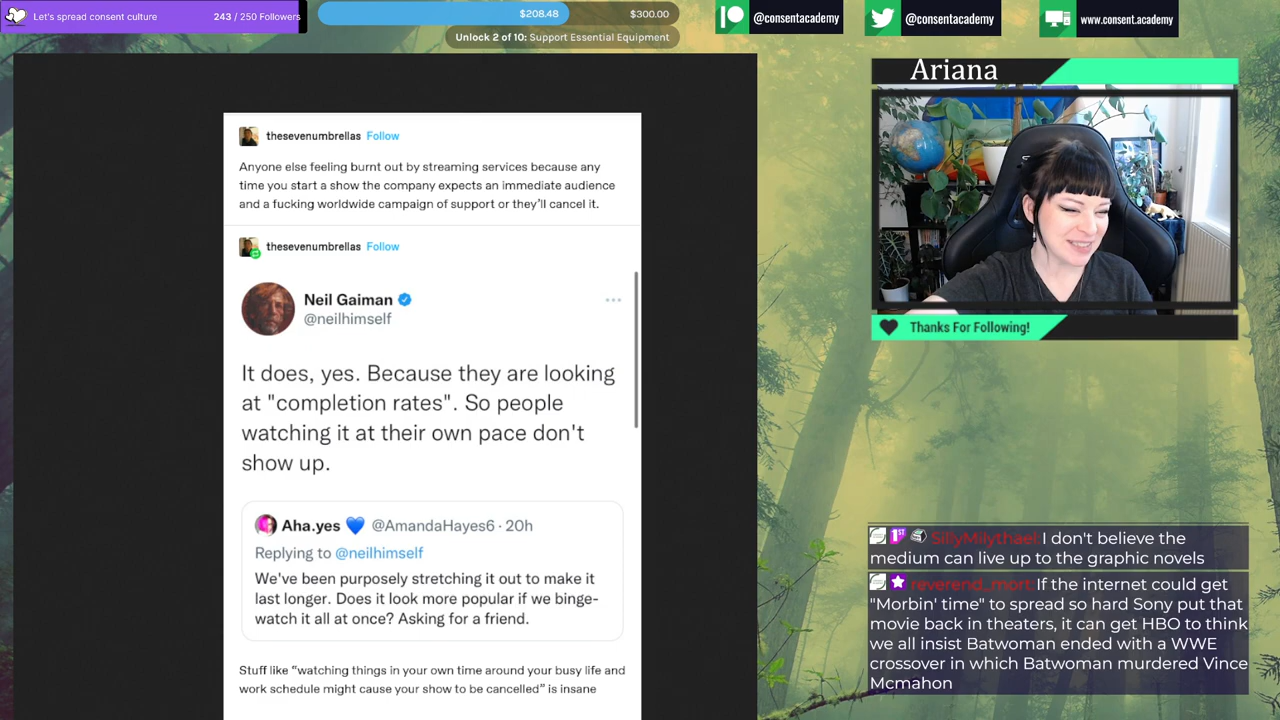 Let's spread consent culture
243 / 250 Followers
$208.48
$300.00
Unlock 2 of 10: Support Essential Equipment
@consentacademy
@consentacademy
www.consent.academy
Ariana
Thanks For Following!
thesevenumbrellas Follow
Anyone else feeling burnt out by streaming services because any
time you start a show the company expects an immediate audience
and a fucking worldwide campaign of support or they'll cancel it.
thesevenumbrellas Follow
Neil Gaiman
@neilhimself
It does, yes. Because they are looking
at "completion rates". So people
watching it at their own pace don't
show up.
Aha.yes 💙 @AmandaHayes6 · 20h
Replying to @neilhimself
We've been purposely stretching it out to make it
last longer. Does it look more popular if we binge-
watch it all at once? Asking for a friend.
Stuff like “watching things in your own time around your busy life and
work schedule might cause your show to be cancelled” is insane
1ST SillyMilythael: I don't believe the
medium can live up to the graphic novels
reverend_mort: If the internet could get
"Morbin' time" to spread so hard Sony put that
movie back in theaters, it can get HBO to think
we all insist Batwoman ended with a WWE
crossover in which Batwoman murdered Vince
Mcmahon